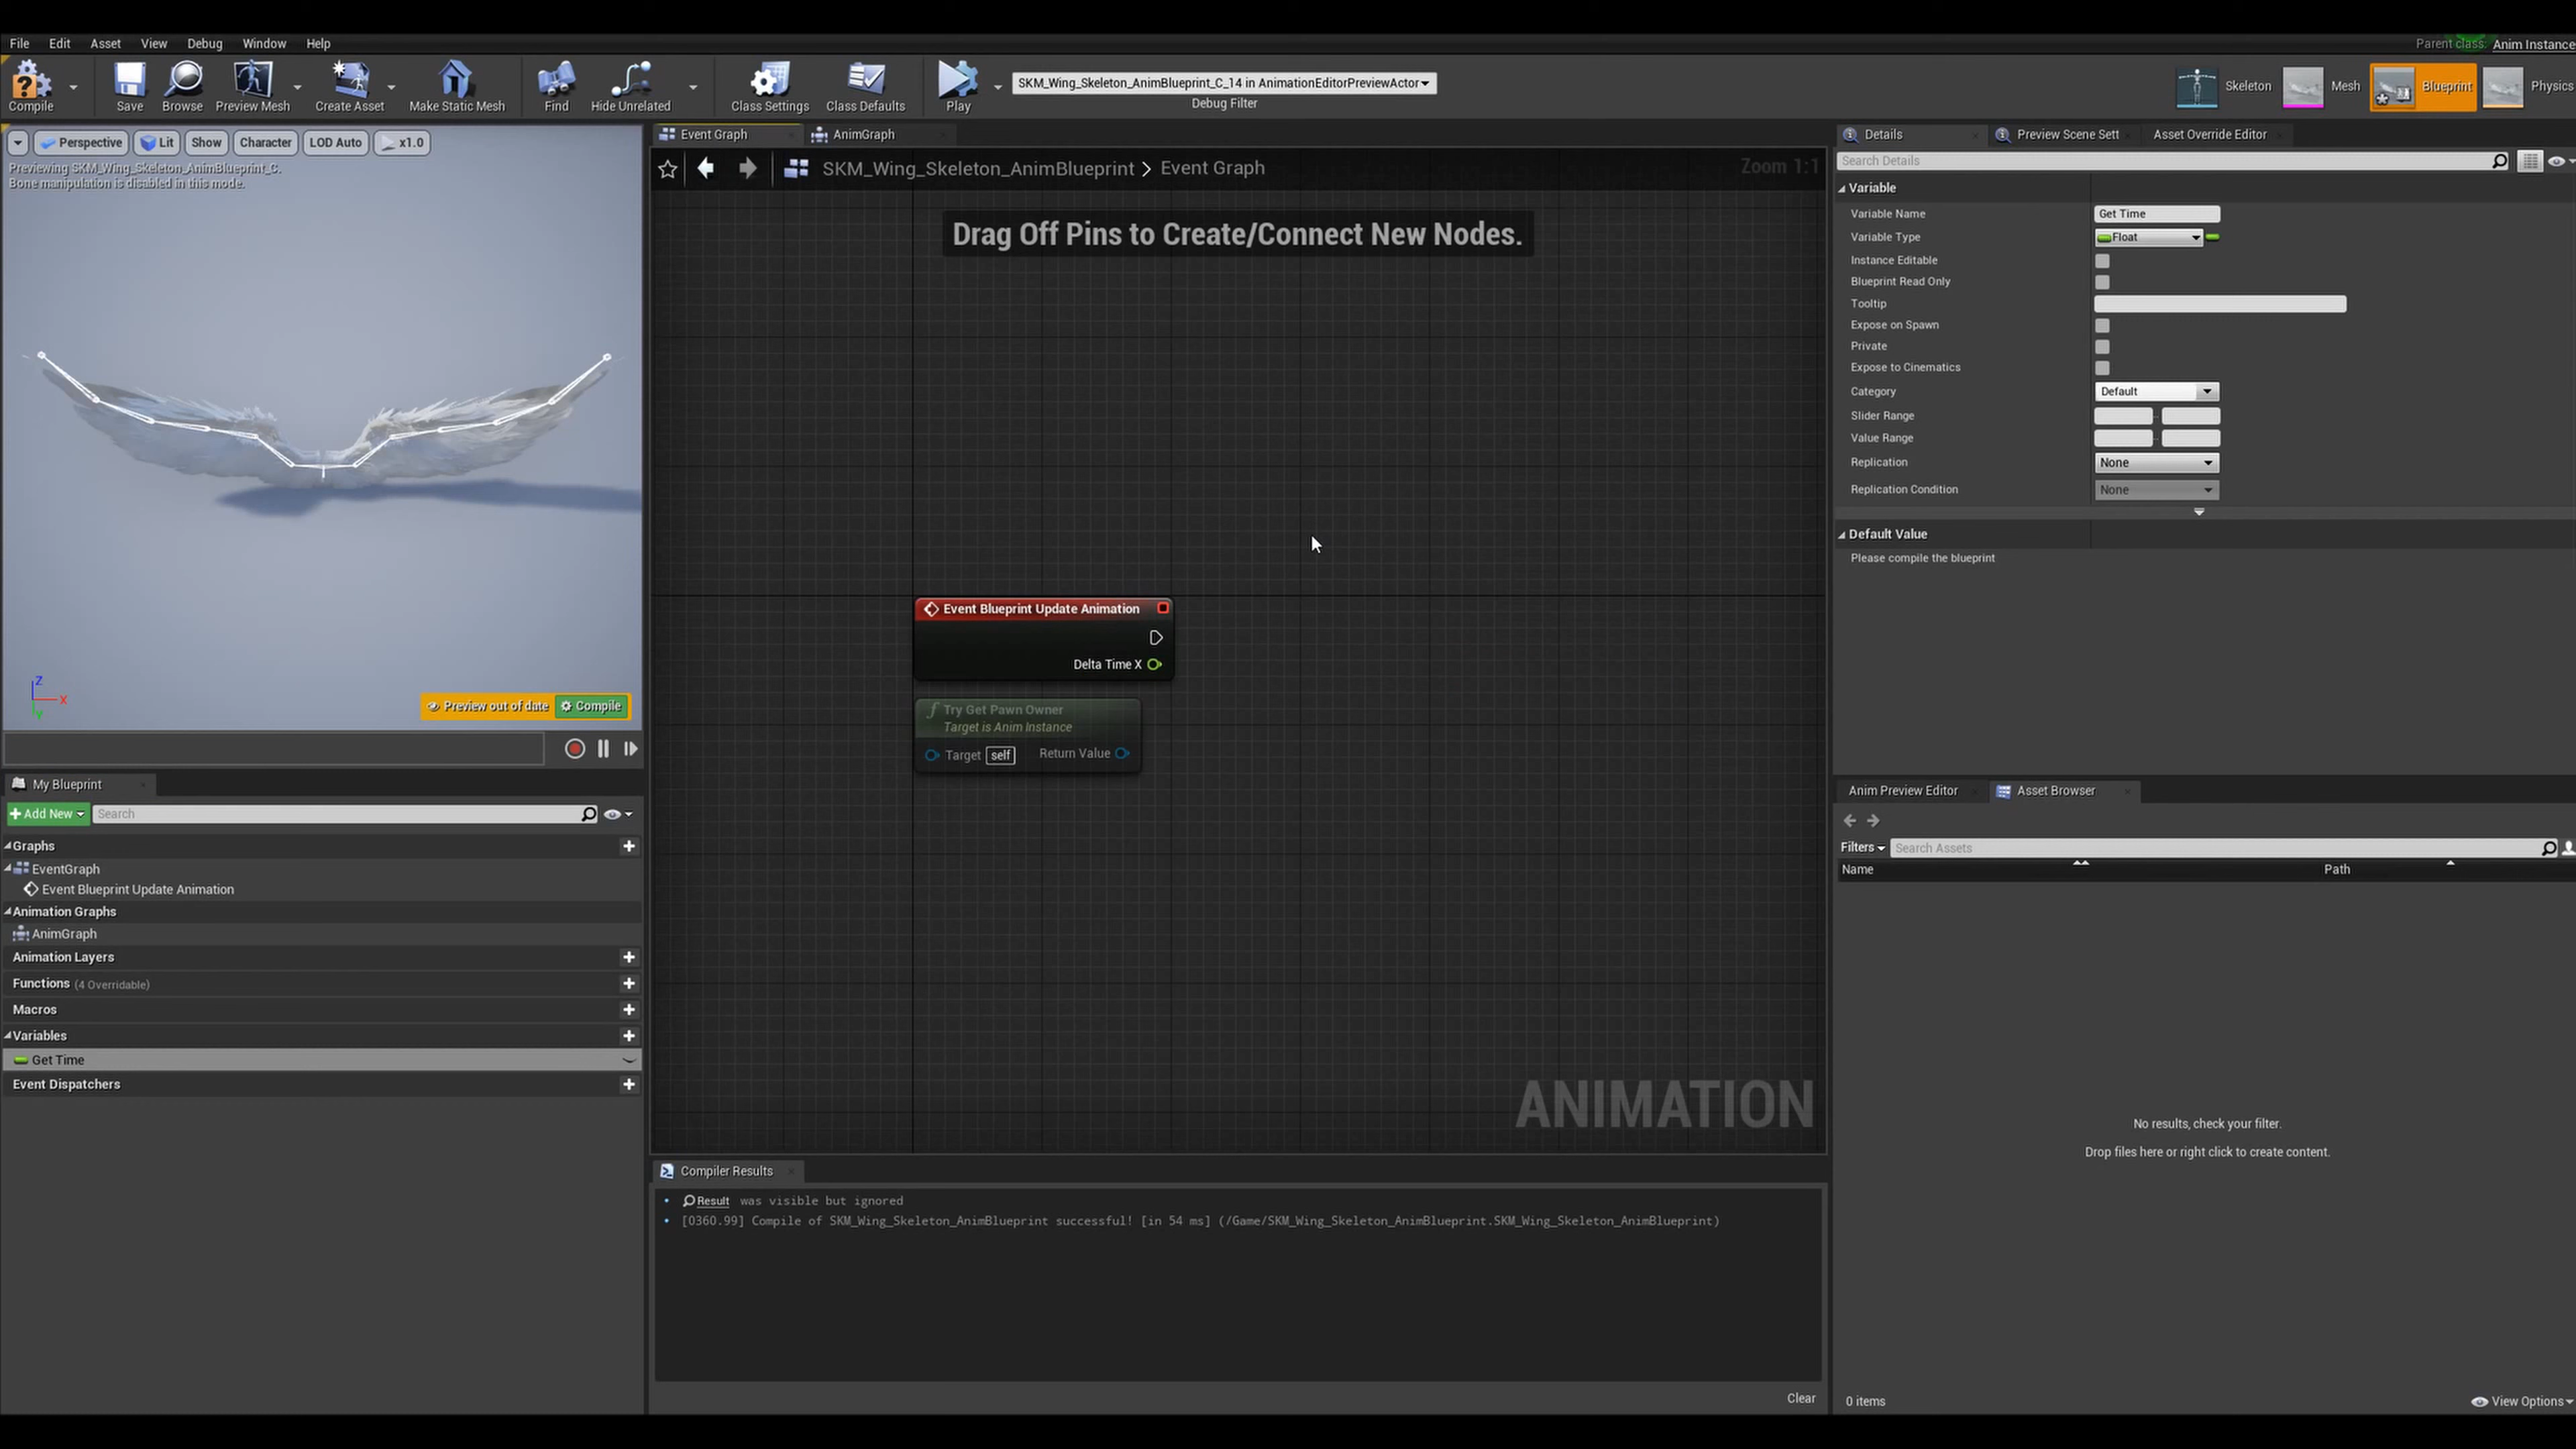 File Edit Asset View Debug Window Help
Parent class: Anim Instance
Compile Save Browse Preview Mesh Create Asset Make Static Mesh Find Hide Unrelated Class Settings Class Defaults Play
SKM_Wing_Skeleton_AnimBlueprint_C_14 in AnimationEditorPreviewActor
Debug Filter
Skeleton Mesh Blueprint Physics
Perspective Lit Show Character LOD Auto x1.0
Previewing SKM_Wing_Skeleton_AnimBlueprint_C.
Bone manipulation is disabled in this mode.
Z
X
Y
Preview out of date Compile
My Blueprint
Add New Search
Graphs
EventGraph
Event Blueprint Update Animation
Animation Graphs
AnimGraph
Animation Layers
Functions (4 Overridable)
Macros
Variables
Get Time
Event Dispatchers
Event Graph AnimGraph
SKM_Wing_Skeleton_AnimBlueprint > Event Graph
Zoom 1:1
Drag Off Pins to Create/Connect New Nodes.
Event Blueprint Update Animation
Delta Time X
Try Get Pawn Owner
Target is Anim Instance
Target self Return Value
ANIMATION
Compiler Results
Result was visible but ignored
[0360.99] Compile of SKM_Wing_Skeleton_AnimBlueprint successful! [in 54 ms] (/Game/SKM_Wing_Skeleton_AnimBlueprint.SKM_Wing_Skeleton_AnimBlueprint)
Clear
Details Preview Scene Sett Asset Override Editor
Search Details
Variable
Variable Name Get Time
Variable Type Float
Instance Editable
Blueprint Read Only
Tooltip
Expose on Spawn
Private
Expose to Cinematics
Category Default
Slider Range
Value Range
Replication None
Replication Condition None
Default Value
Please compile the blueprint
Anim Preview Editor Asset Browser
Filters Search Assets
Name Path
No results, check your filter.
Drop files here or right click to create content.
0 items
View Options